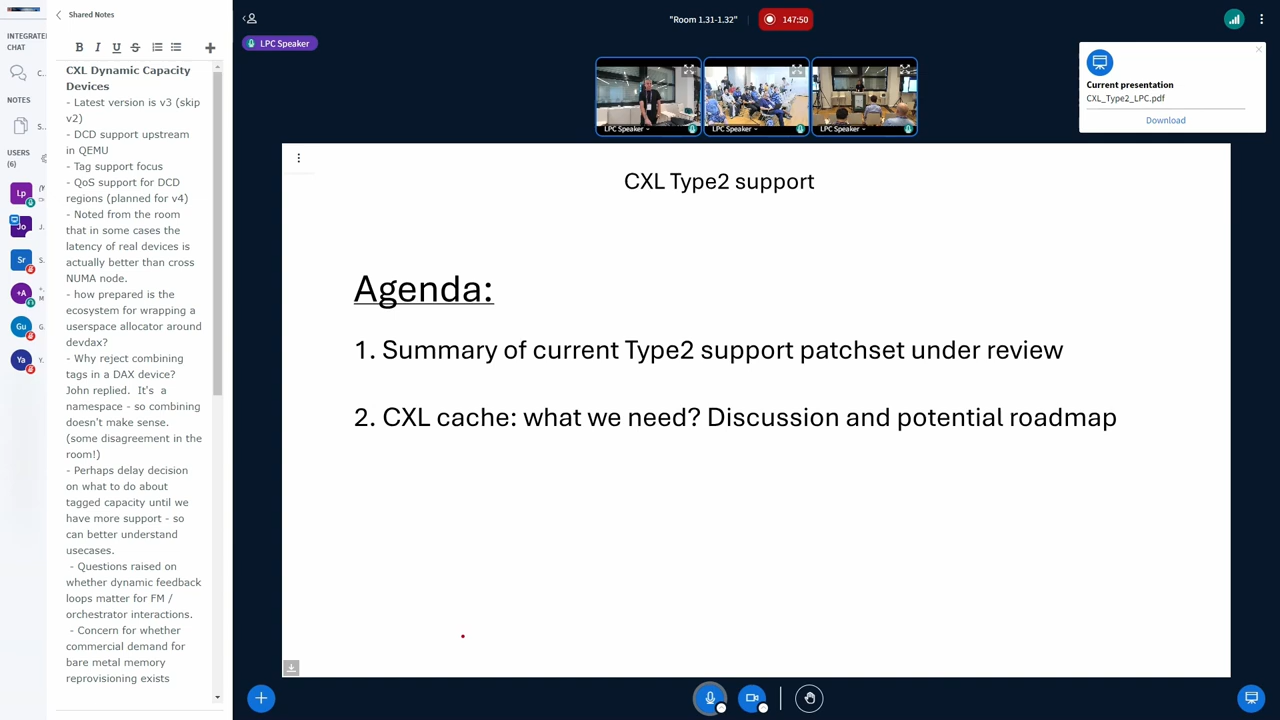 INTEGRATE
CHAT
C..
NOTES
S..
USERS
(6)
Lp
Jo
J.
Sr
S.
+A
M
Gu
G.
Ya
Y.
Shared Notes
B I U S
CXL Dynamic Capacity
Devices
- Latest version is v3 (skip
v2)
- DCD support upstream
in QEMU
- Tag support focus
- QoS support for DCD
regions (planned for v4)
- Noted from the room
that in some cases the
latency of real devices is
actually better than cross
NUMA node.
- how prepared is the
ecosystem for wrapping a
userspace allocator around
devdax?
- Why reject combining
tags in a DAX device?
John replied.  It's  a
namespace - so combining
doesn't make sense.
(some disagreement in the
room!)
- Perhaps delay decision
on what to do about
tagged capacity until we
have more support - so
can better understand
usecases.
- Questions raised on
whether dynamic feedback
loops matter for FM /
orchestrator interactions.
- Concern for whether
commercial demand for
bare metal memory
reprovisioning exists
"Room 1.31-1.32"
147:50
LPC Speaker
LPC Speaker
LPC Speaker
LPC Speaker
Current presentation
CXL_Type2_LPC.pdf
Download
CXL Type2 support
Agenda:
1. Summary of current Type2 support patchset under review
2. CXL cache: what we need? Discussion and potential roadmap